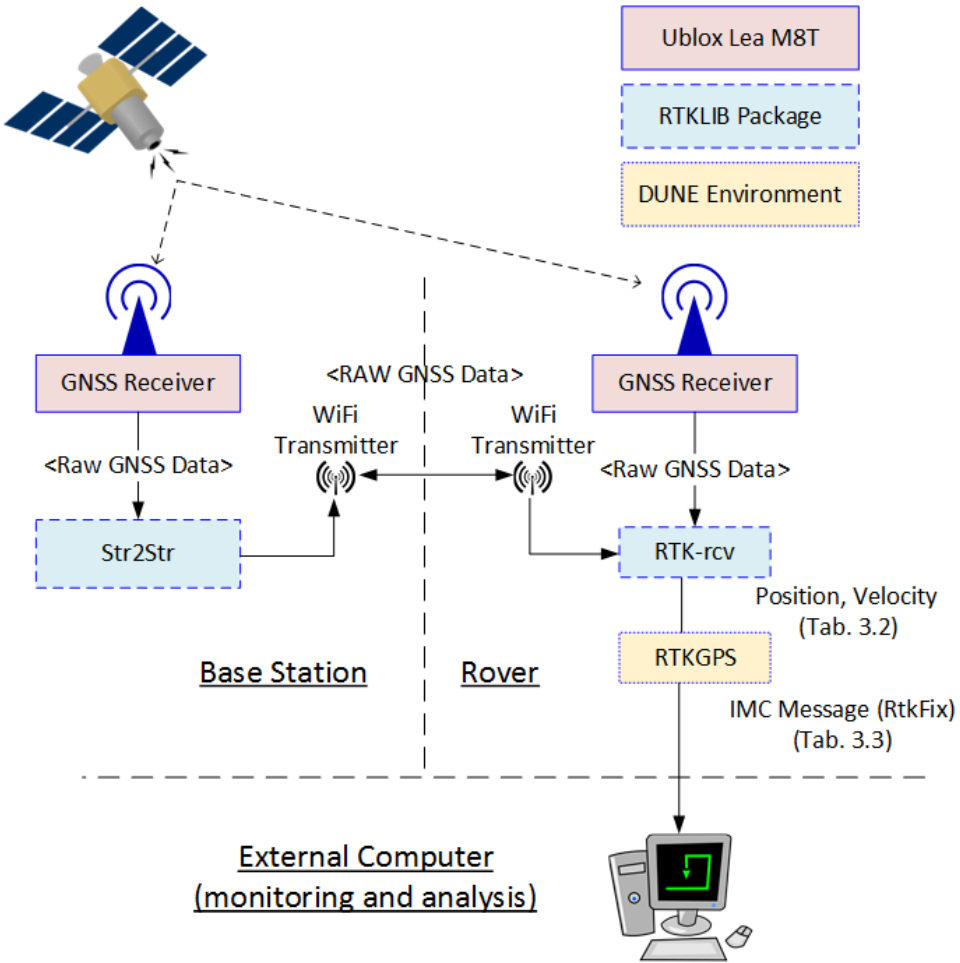 Ublox Lea M8T
RTKLIB Package
DUNE Environment
GNSS Receiver
<RAW GNSS Data>
GNSS Receiver
WiFi
Transmitter
WiFi
Transmitter
<Raw GNSS Data>
<Raw GNSS Data>
Str2Str
RTK-rcv
Position, Velocity
(Tab. 3.2)
Base Station
Rover
RTKGPS
IMC Message (RtkFix)
(Tab. 3.3)
External Computer
(monitoring and analysis)